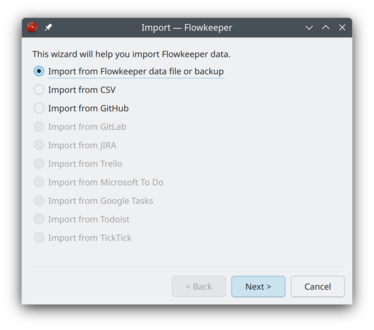 Import — Flowkeeper
This wizard will help you import Flowkeeper data.
Import from Flowkeeper data file or backup
Import from CSV
Import from GitHub
Import from GitLab
Import from JIRA
Import from Trello
Import from Microsoft To Do
Import from Google Tasks
Import from Todoist
Import from TickTick
< Back Next > Cancel